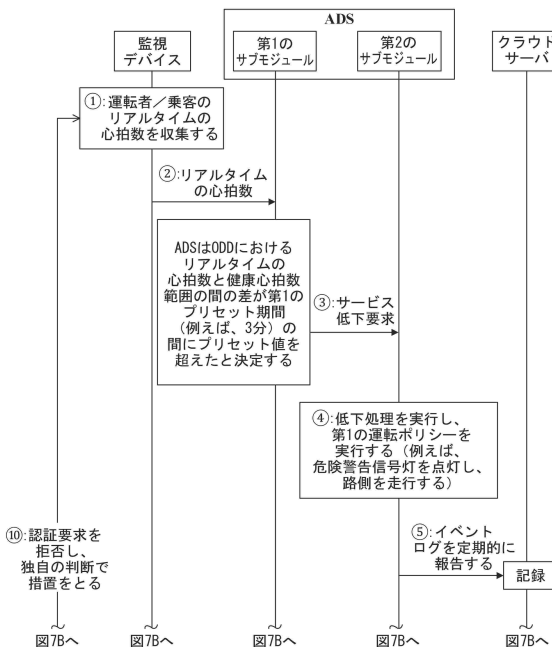 ADS
監視
デバイス
第1の
サブモジュール
第2の
サブモジュール
クラウド
サーバ
①:運転者／乗客の
リアルタイムの
心拍数を収集する
②:リアルタイム
の心拍数
ADSはODDにおける
リアルタイムの
心拍数と健康心拍数
範囲の間の差が第1の
プリセット期間
（例えば、3分）の
間にプリセット値を
超えたと決定する
③:サービス
低下要求
④:低下処理を実行し、
第1の運転ポリシーを
実行する（例えば、
危険警告信号灯を点灯し、
路側を走行する）
⑤:イベント
ログを定期的に
報告する
記録
⑩:認証要求を
拒否し、
独自の判断で
措置をとる
図7Bへ
図7Bへ
図7Bへ
図7Bへ
図7Bへ